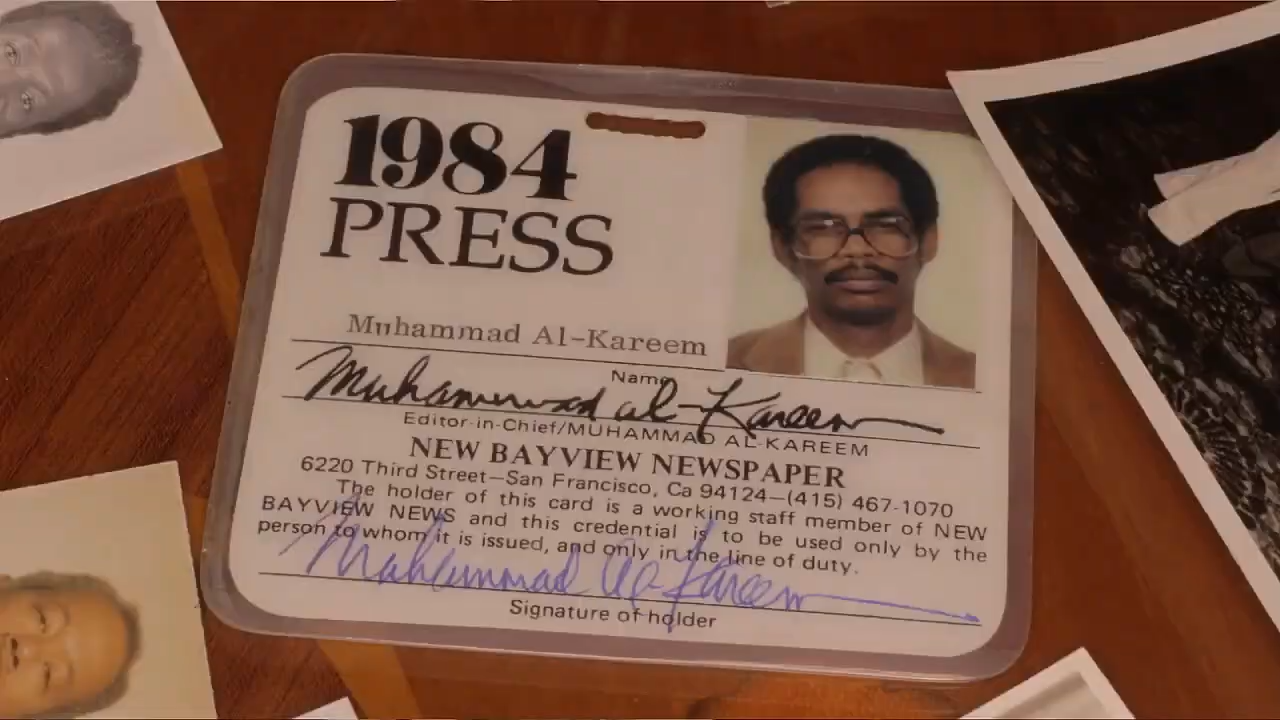 1984
PRESS
Muhammad Al-Kareem
Name
Muhammad al-Kareem
Editor-in-Chief/MUHAMMAD AL-KAREEM
NEW BAYVIEW NEWSPAPER
6220 Third Street—San Francisco, Ca 94124—(415) 467-1070
The holder of this card is a working staff member of NEW
BAYVIEW NEWS and this credential is to be used only by the
person to whom it is issued, and only in the line of duty.
Muhammad Al-Kareem
Signature of holder